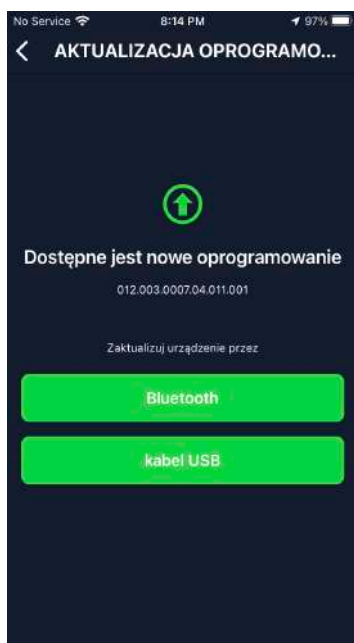 No Service 8:14 PM 97%
AKTUALIZACJA OPROGRAMO...
Dostępne jest nowe oprogramowanie
012.003.0007.04.011.001
Zaktualizuj urządzenie przez
Bluetooth
kabel USB